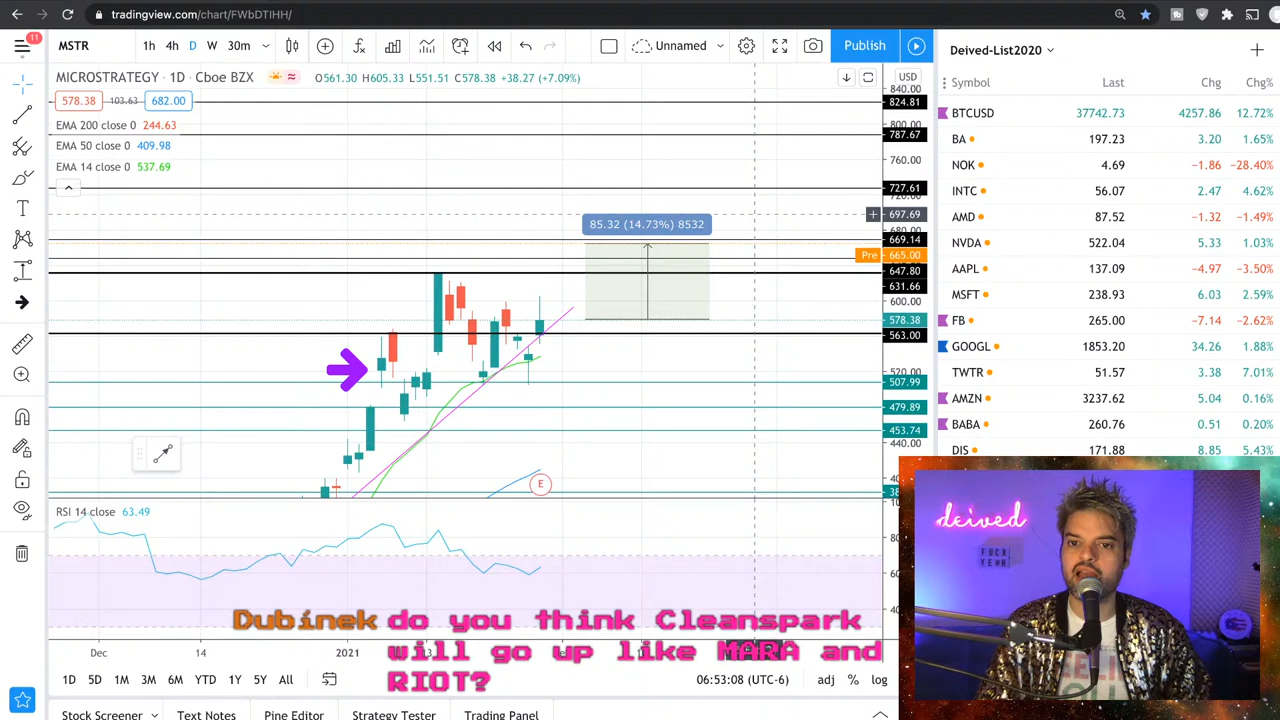 tradingview.com/chart/FWbDTIHH/
11
MSTR 1h 4h D W 30m Unnamed Publish
MICROSTRATEGY • 1D • Cboe BZX O561.30 H605.33 L551.51 C578.38 +38.27 (+7.09%)
578.38 103.63 682.00
EMA 200 close 0 244.63
EMA 50 close 0 409.98
EMA 14 close 0 537.69
85.32 (14.73%) 8532
USD
840.00
824.81
800.00
787.67
760.00
727.61
720.00
697.69
680.00
669.14
Pre 665.00
647.80
631.66
600.00
578.38
563.00
520.00
507.99
479.89
453.74
440.00
E
RSI 14 close 63.49
Dec 14 2021
1D 5D 1M 3M 6M YTD 1Y 5Y All 06:53:08 (UTC-6) adj % log
Stock Screener Text Notes Pine Editor Strategy Tester Trading Panel
Deived-List2020
Symbol Last Chg Chg%
BTCUSD 37742.73 4257.86 12.72%
BA 197.23 3.20 1.65%
NOK 4.69 −1.86 −28.40%
INTC 56.07 2.47 4.62%
AMD 87.52 −1.32 −1.49%
NVDA 522.04 5.33 1.03%
AAPL 137.09 −4.97 −3.50%
MSFT 238.93 6.03 2.59%
FB 265.00 −7.14 −2.62%
GOOGL 1853.20 34.26 1.88%
TWTR 51.57 3.38 7.01%
AMZN 3237.62 5.04 0.16%
BABA 260.76 0.51 0.20%
DIS 171.88 8.85 5.43%
deived
FUCK
YEAH
Dubinek do you think Cleanspark
will go up like MARA and
RIOT?